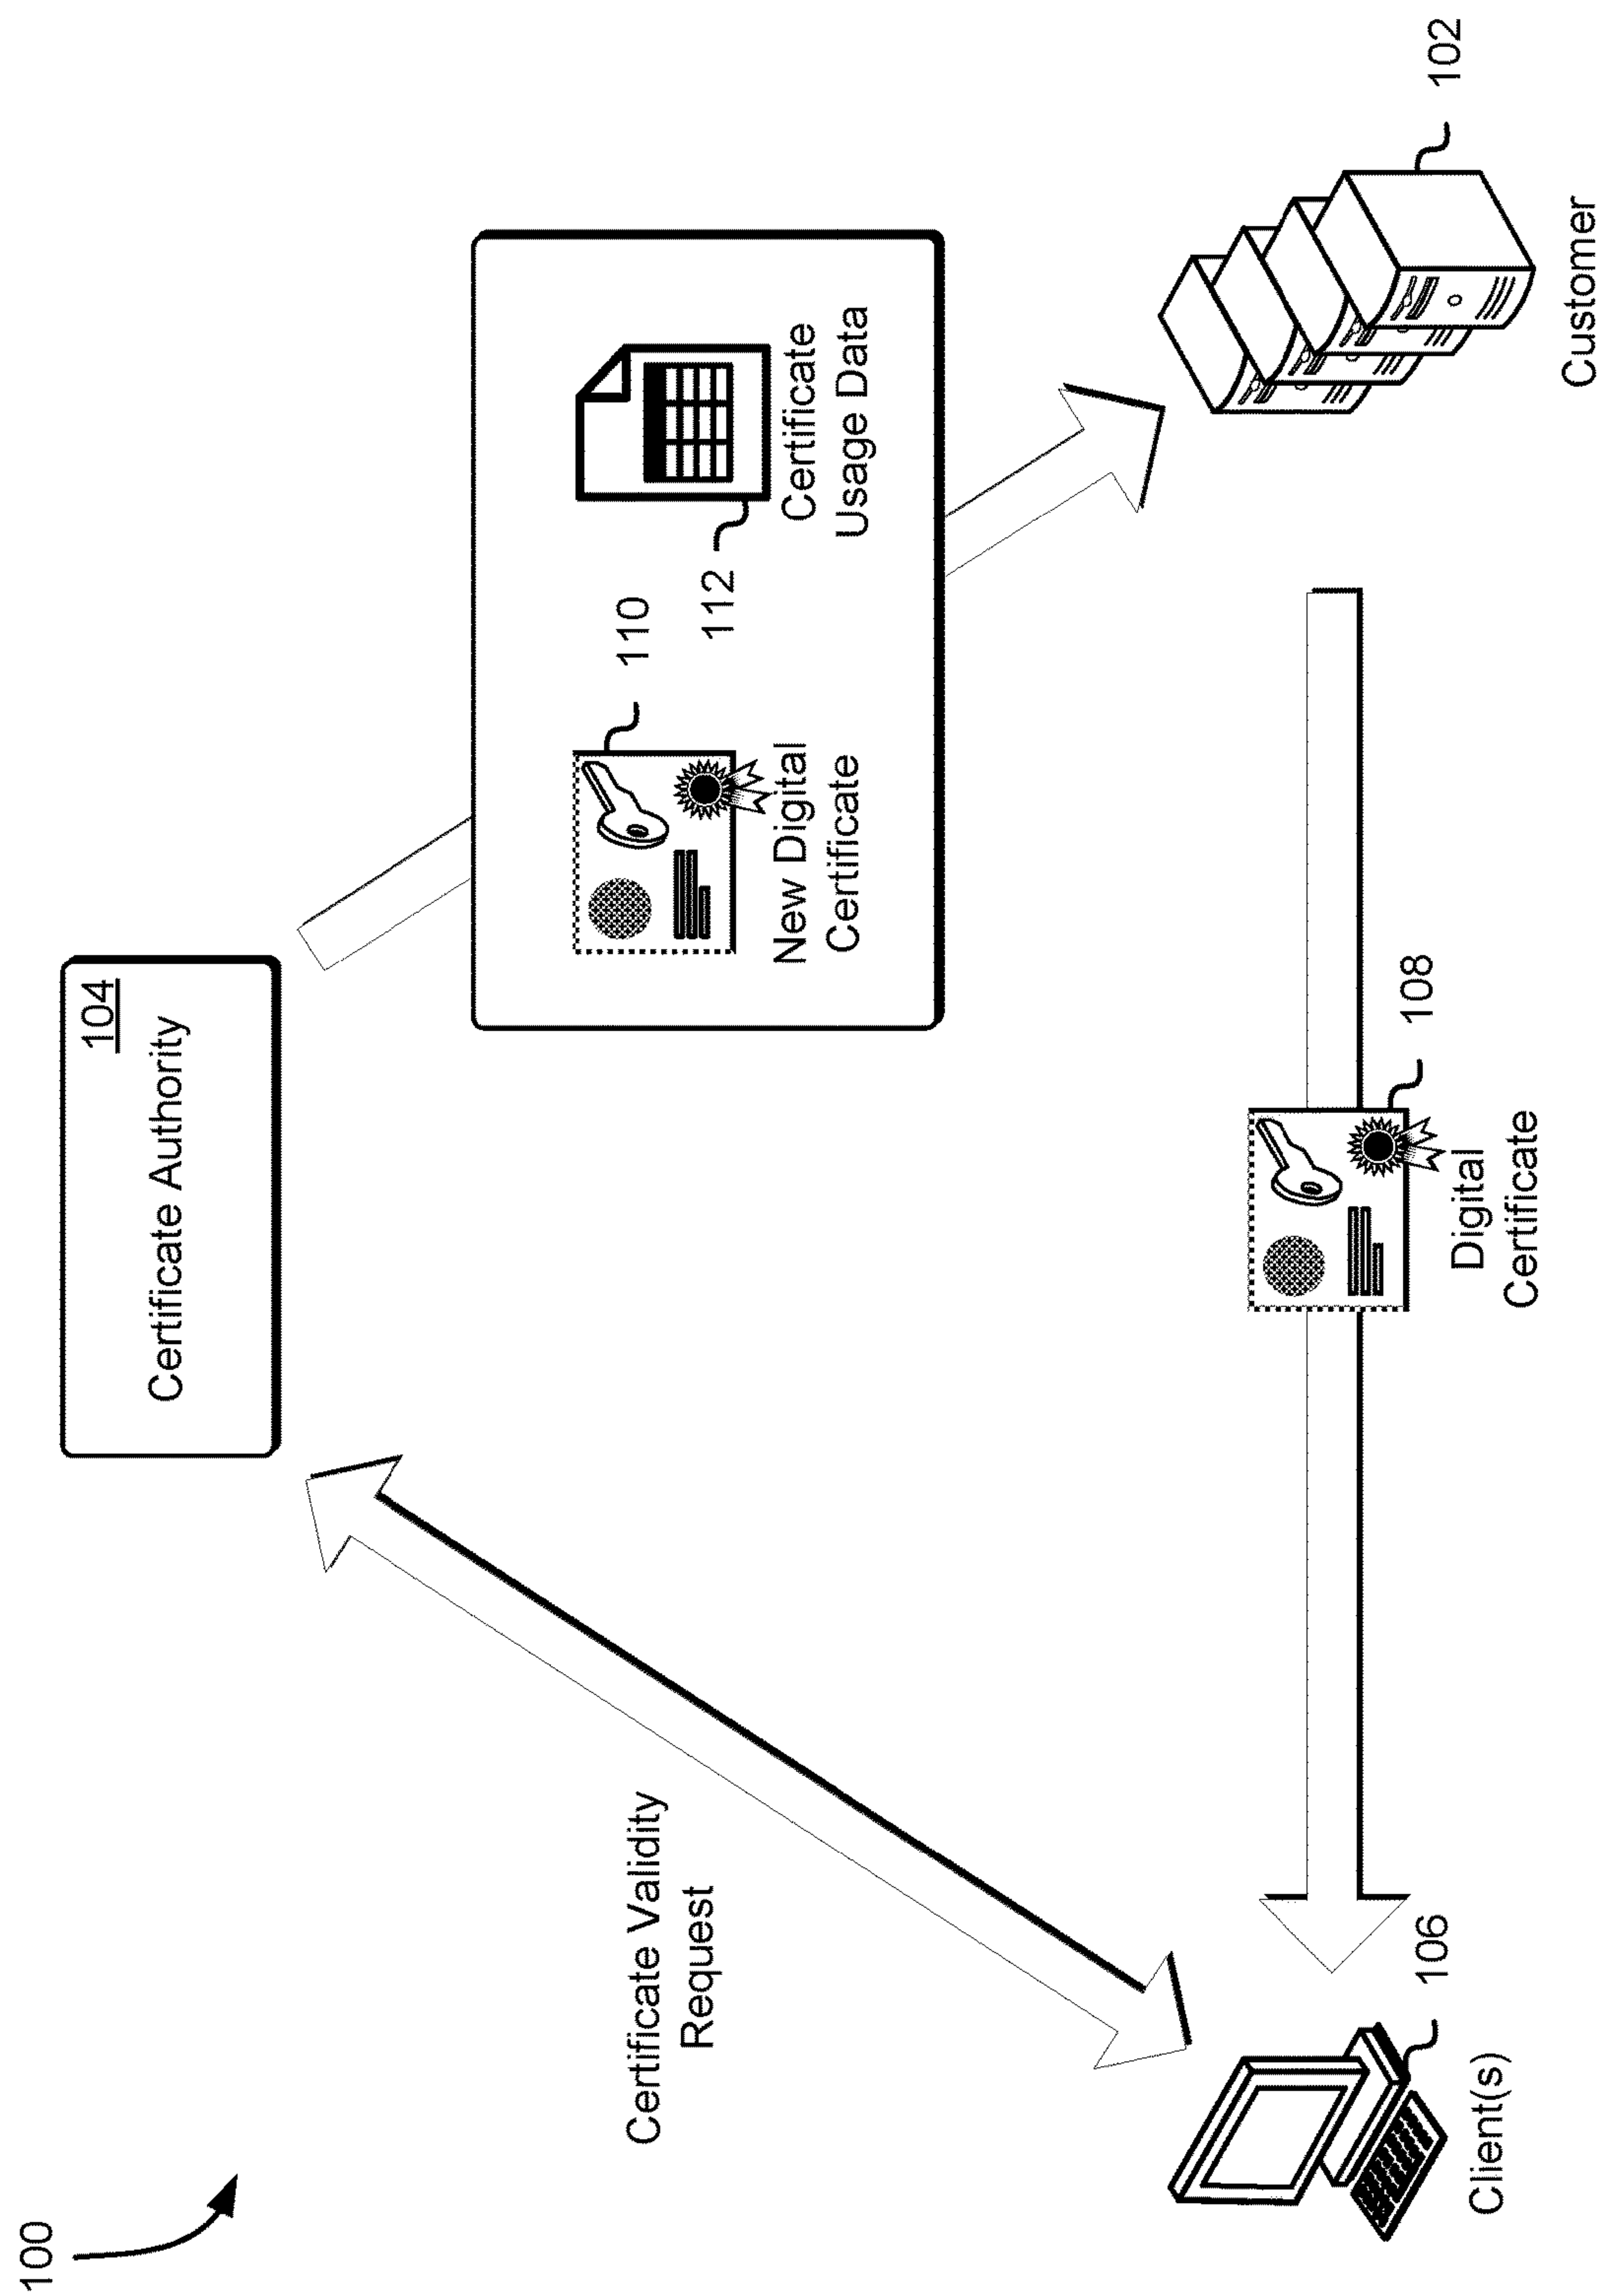 100
104
Certificate Authority
Certificate Validity
Request
110
112
New Digital
Certificate
Certificate
Usage Data
106
Client(s)
108
Digital
Certificate
102
Customer